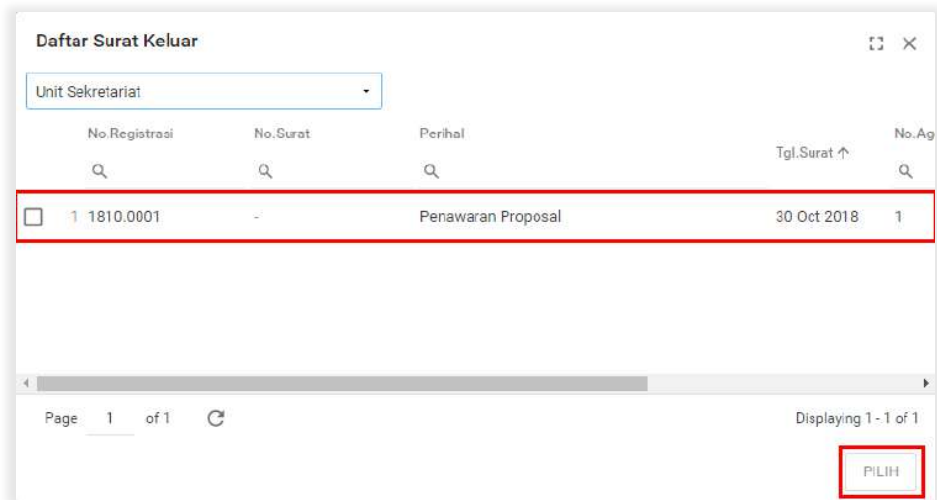 Daftar Surat Keluar
Unit Sekretariat
No.Registrasi No.Surat Perihal Tgl.Surat No.Ag
1 1810.0001 - Penawaran Proposal 30 Oct 2018 1
Page 1 of 1 Displaying 1 - 1 of 1
PILIH